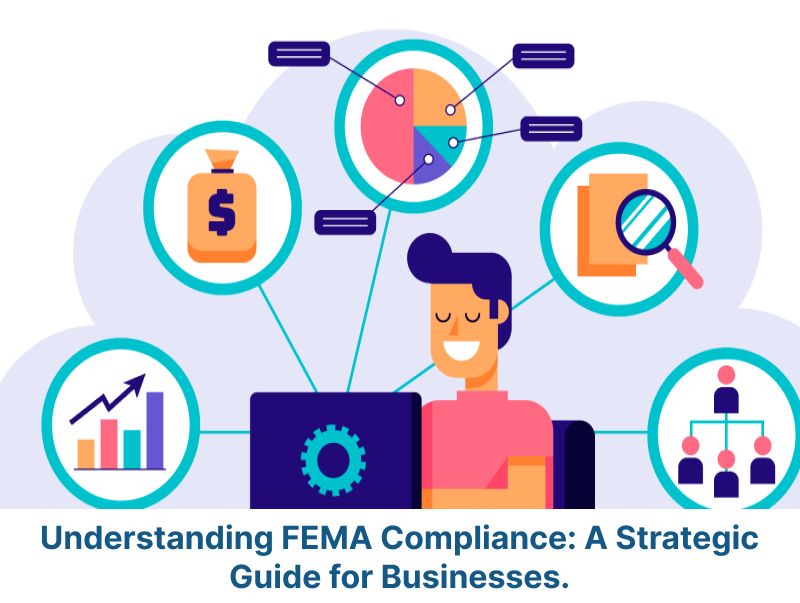 $
Understanding FEMA Compliance: A Strategic
Guide for Businesses.